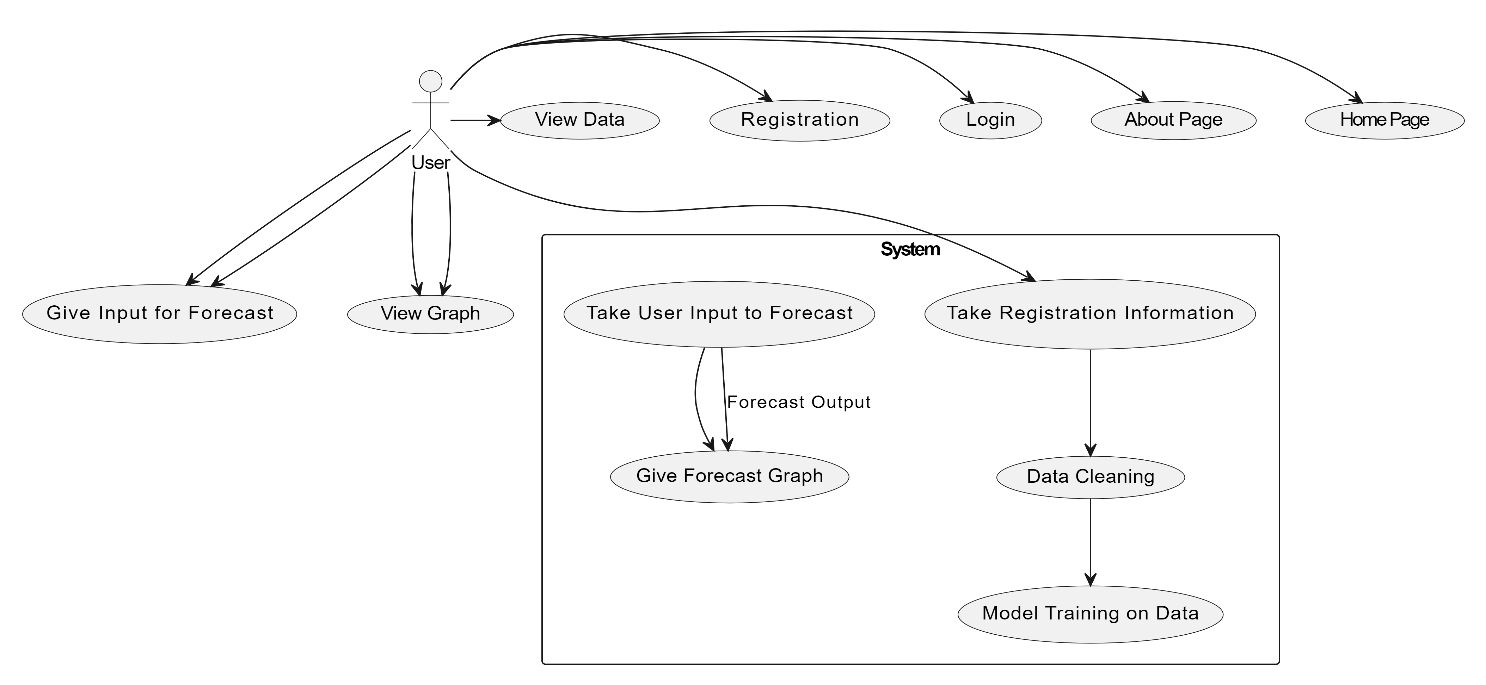 View Data
Registration
Login
About Page
Home Page
User
System
Give Input for Forecast
View Graph
Take User Input to Forecast
Take Registration Information
Forecast Output
Give Forecast Graph
Data Cleaning
Model Training on Data